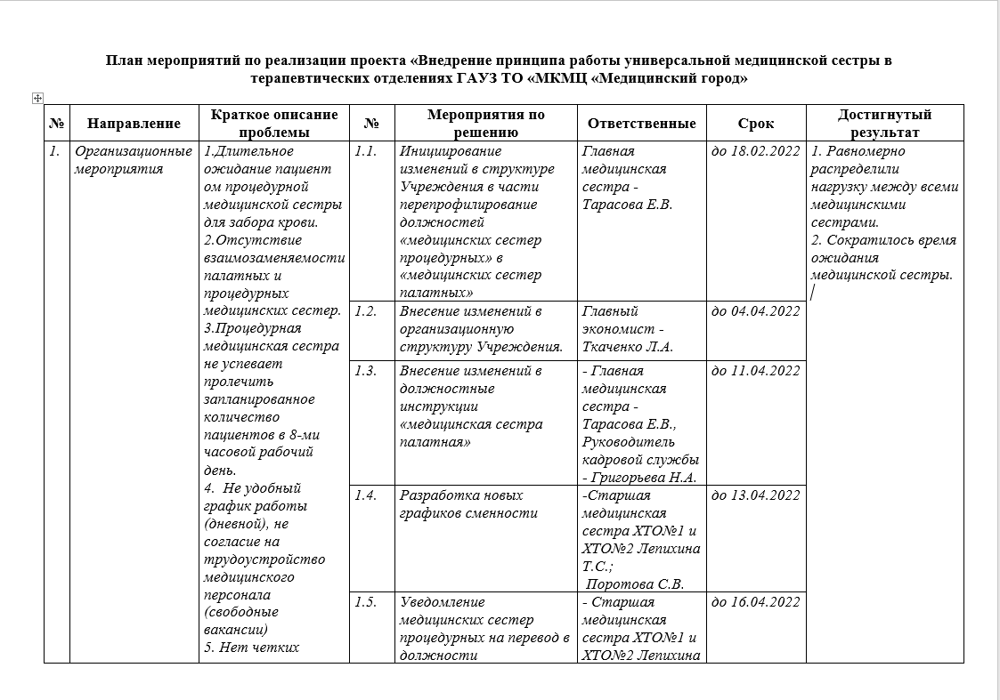 План мероприятий по реализации проекта «Внедрение принципа работы универсальной медицинской сестры в
терапевтических отделениях ГАУЗ ТО «МКМЦ «Медицинский город»
№
Направление
Краткое описание
проблемы
№
Мероприятия по
решению
Ответственные
Срок
Достигнутый
результат
1.
Организационные
мероприятия
1.Длительное
ожидание пациент
ом процедурной
медицинской сестры
для забора крови.
2.Отсутствие
взаимозаменяемости
палатных и
процедурных
медицинских сестер.
3.Процедурная
медицинская сестра
не успевает
пролечить
запланированное
количество
пациентов в 8-ми
часовой рабочий
день.
4. Не удобный
график работы
(дневной), не
согласие на
трудоустройство
медицинского
персонала
(свободные
вакансии)
5. Нет четких
1.1.
Инициирование
изменений в структуре
Учреждения в части
перепрофилирование
должностей
«медицинских сестер
процедурных» в
«медицинских сестер
палатных»
Главная
медицинская
сестра -
Тарасова Е.В.
до 18.02.2022
1. Равномерно
распределили
нагрузку между всеми
медицинскими
сестрами.
2. Сократилось время
ожидания
медицинской сестры.
1.2.
Внесение изменений в
организационную
структуру Учреждения.
Главный
экономист -
Ткаченко Л.А.
до 04.04.2022
1.3.
Внесение изменений в
должностные
инструкции
«медицинская сестра
палатная»
- Главная
медицинская
сестра -
Тарасова Е.В.,
Руководитель
кадровой службы
- Григорьева Н.А.
до 11.04.2022
1.4.
Разработка новых
графиков сменности
-Старшая
медицинская
сестра ХТО№1 и
ХТО№2 Лепихина
Т.С.;
Поротова С.В.
до 13.04.2022
1.5.
Уведомление
медицинских сестер
процедурных на перевод в
должности
- Старшая
медицинская
сестра ХТО№1 и
ХТО№2 Лепихина
до 16.04.2022